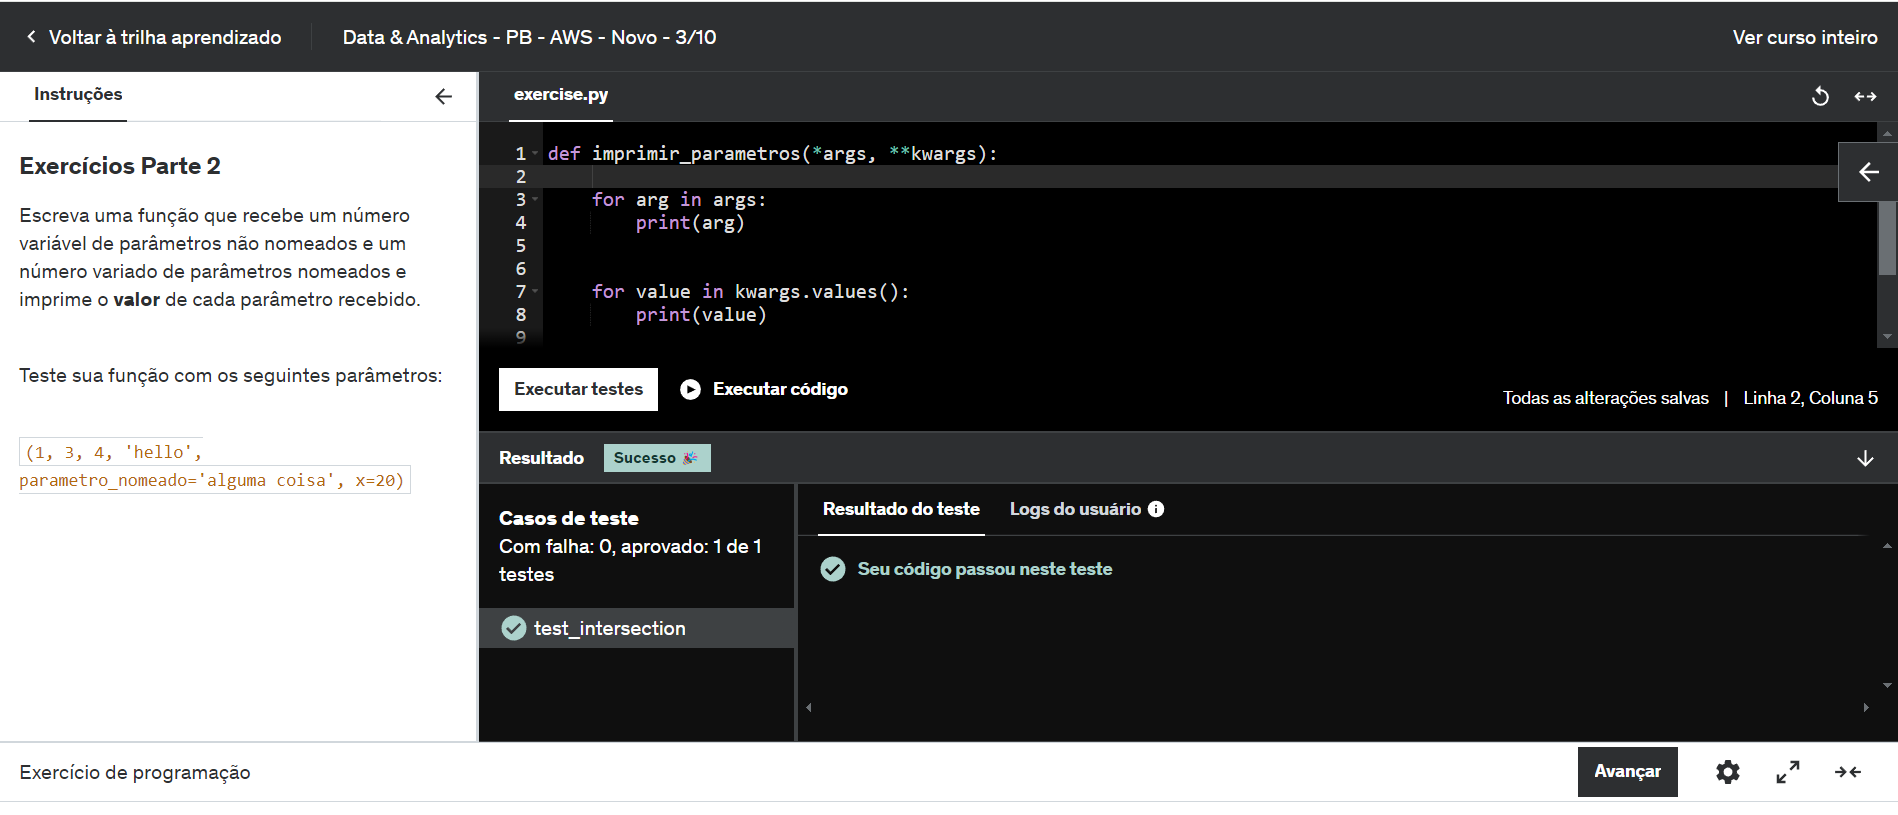 Voltar à trilha aprendizado
Data & Analytics - PB - AWS - Novo - 3/10
Ver curso inteiro
Instruções
Exercícios Parte 2
Escreva uma função que recebe um número
variável de parâmetros não nomeados e um
número variado de parâmetros nomeados e
imprime o valor de cada parâmetro recebido.
Teste sua função com os seguintes parâmetros:
(1, 3, 4, 'hello',
parametro_nomeado='alguma coisa', x=20)
exercise.py
1 def imprimir_parametros(*args, **kwargs):
2
3 for arg in args:
4 print(arg)
5
6
7 for value in kwargs.values():
8 print(value)
9
Executar testes
Executar código
Todas as alterações salvas | Linha 2, Coluna 5
Resultado
Sucesso 🎉
Casos de teste
Com falha: 0, aprovado: 1 de 1
testes
test_intersection
Resultado do teste
Logs do usuário
Seu código passou neste teste
Exercício de programação
Avançar